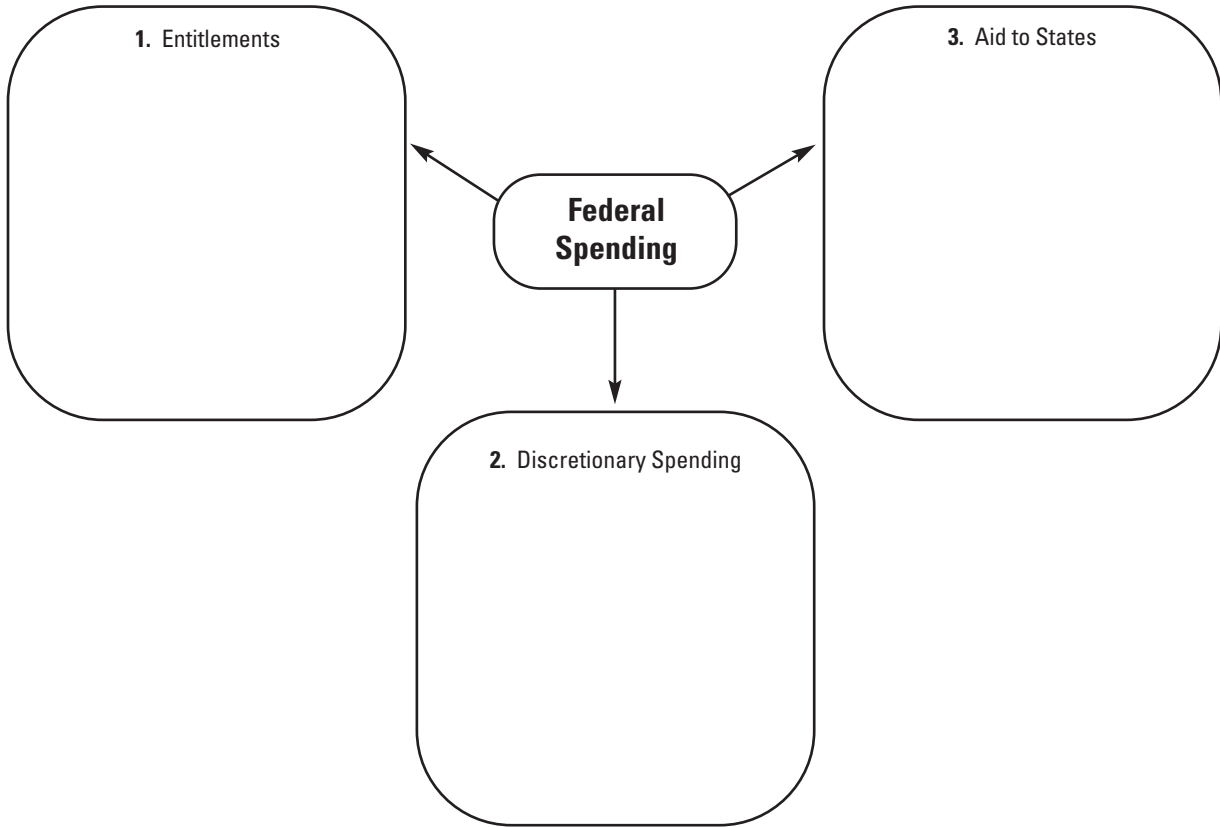 1. Entitlements
3. Aid to States
Federal
Spending
2. Discretionary Spending